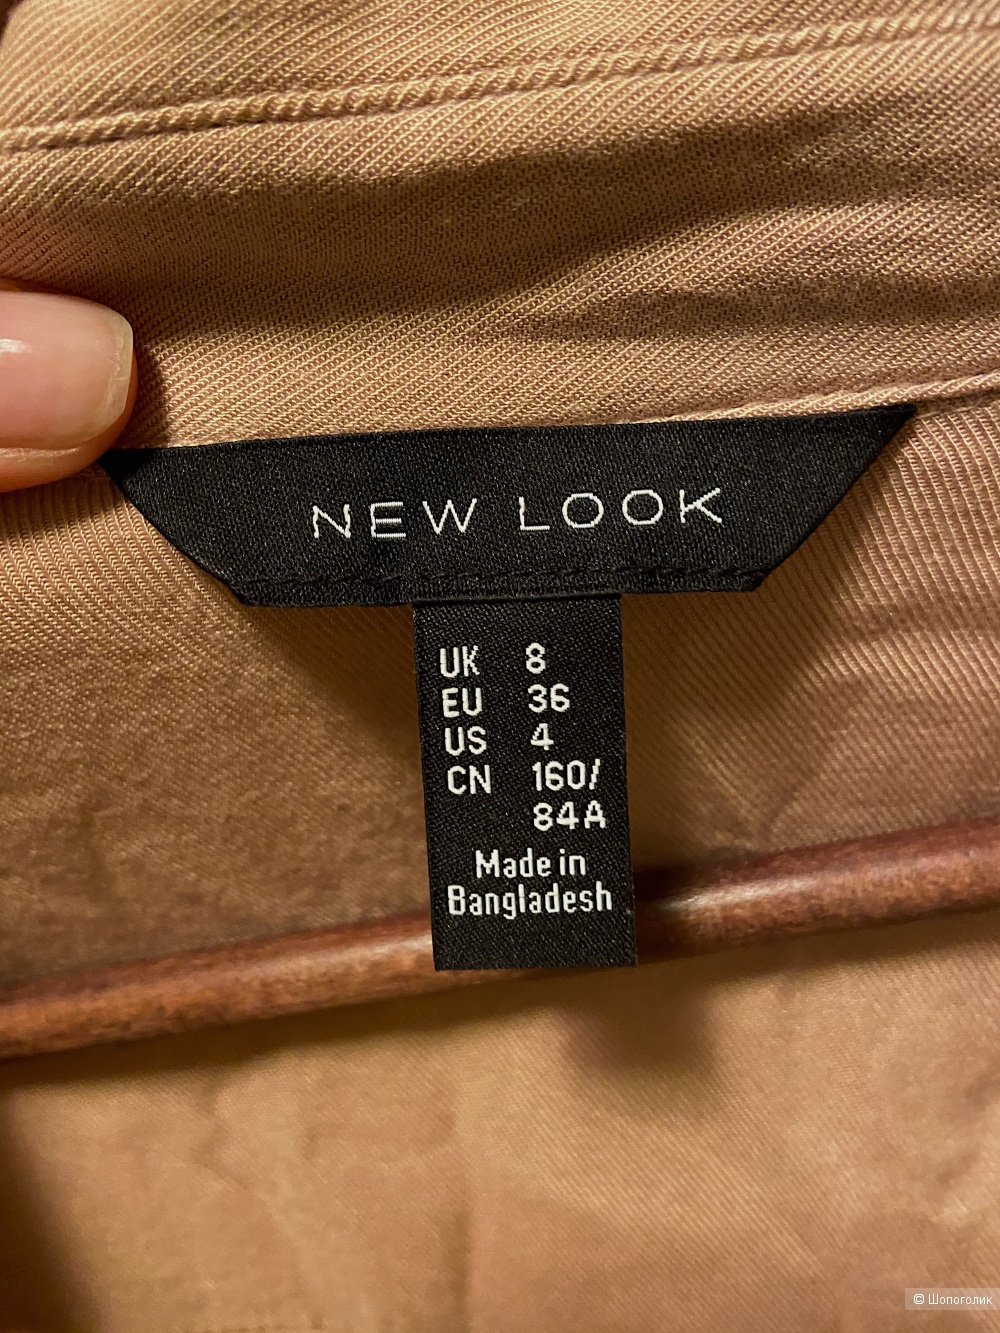 NEW LOOK
UK 8
EU 36
US 4
CN 160/
84A
Made in
Bangladesh
© Шопоголик